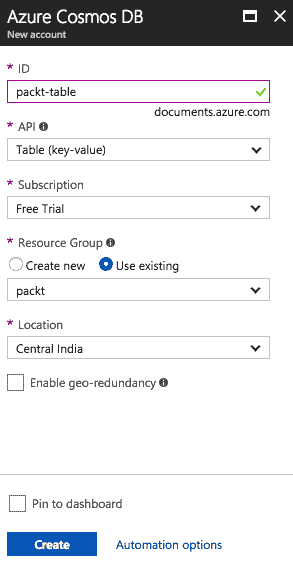 Azure Cosmos DB
New account
* ID
packt-table
documents.azure.com
* API
Table (key-value)
* Subscription
Free Trial
* Resource Group
Create new Use existing
packt
* Location
Central India
Enable geo-redundancy
Pin to dashboard
Create Automation options